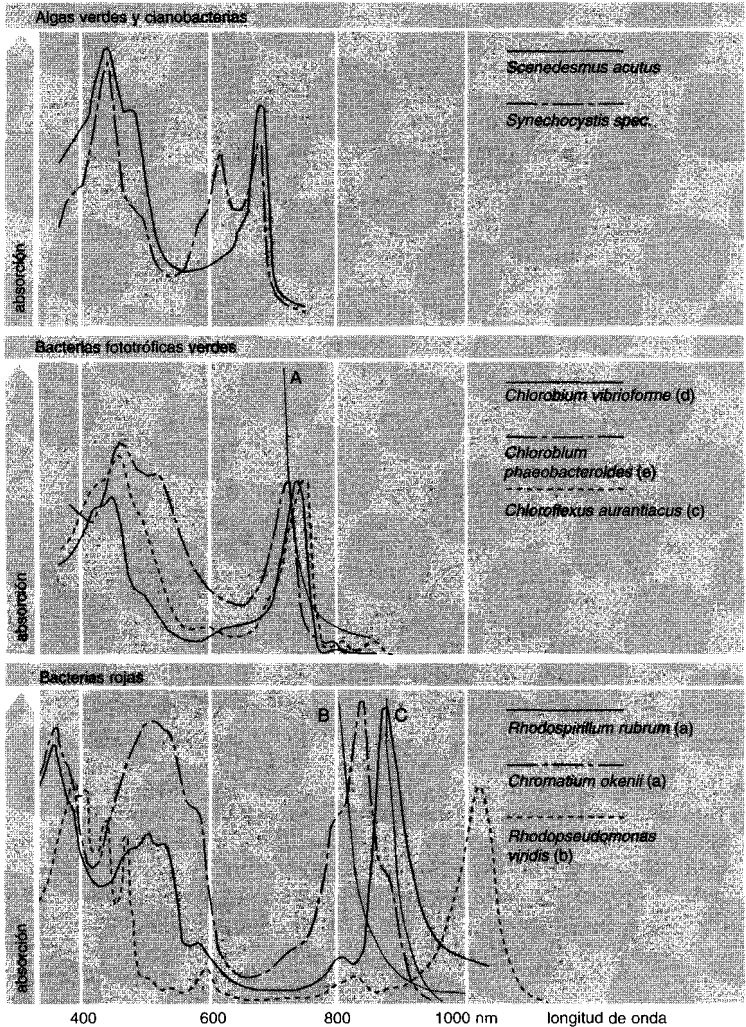 Algas verdes y cianobacterias
absorción
Scenedesmus acutus
Synechocystis spec.
Bacterias fototróficas verdes
absorción
A
Chlorobium vibrioforme (d)
Chlorobium
phaeobacteroides (e)
Chloroflexus aurantiacus (c)
Bacterias rojas
absorción
B
C
Rhodospirillum rubrum (a)
Chromatium okenii (a)
Rhodopseudomonas
viridis (b)
400 600 800 1000 nm longitud de onda